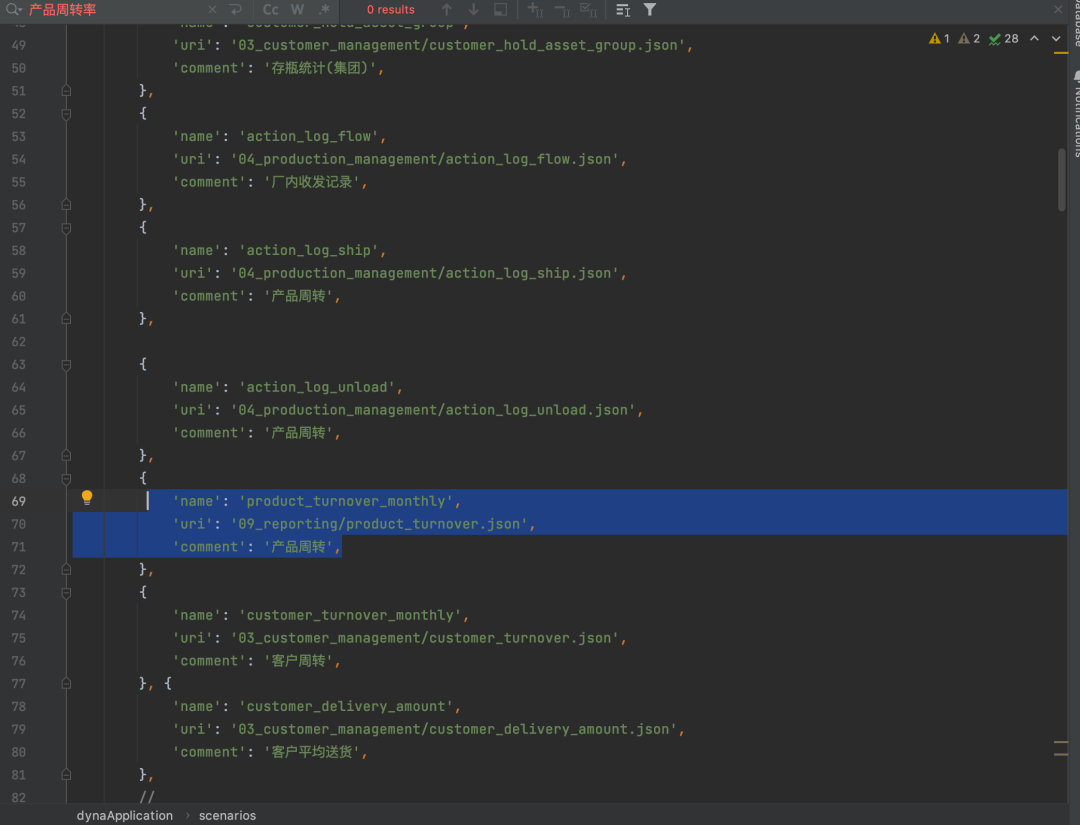 产品周转率
Cc W .*
0 results
49 'uri': '03_customer_management/customer_hold_asset_group.json',
1 2 28
50 'comment': '存瓶统计(集团)',
51 },
52 {
53 'name': 'action_log_flow',
54 'uri': '04_production_management/action_log_flow.json',
55 'comment': '厂内收发记录',
56 },
57 {
58 'name': 'action_log_ship',
59 'uri': '04_production_management/action_log_ship.json',
60 'comment': '产品周转',
61 },
62
63 {
64 'name': 'action_log_unload',
65 'uri': '04_production_management/action_log_unload.json',
66 'comment': '产品周转',
67 },
68 {
69 'name': 'product_turnover_monthly',
70 'uri': '09_reporting/product_turnover.json',
71 'comment': '产品周转',
72 },
73 {
74 'name': 'customer_turnover_monthly',
75 'uri': '03_customer_management/customer_turnover.json',
76 'comment': '客户周转',
77 }, {
78 'name': 'customer_delivery_amount',
79 'uri': '03_customer_management/customer_delivery_amount.json',
80 'comment': '客户平均送货',
81 },
82 //
dynaApplication › scenarios
Notifications